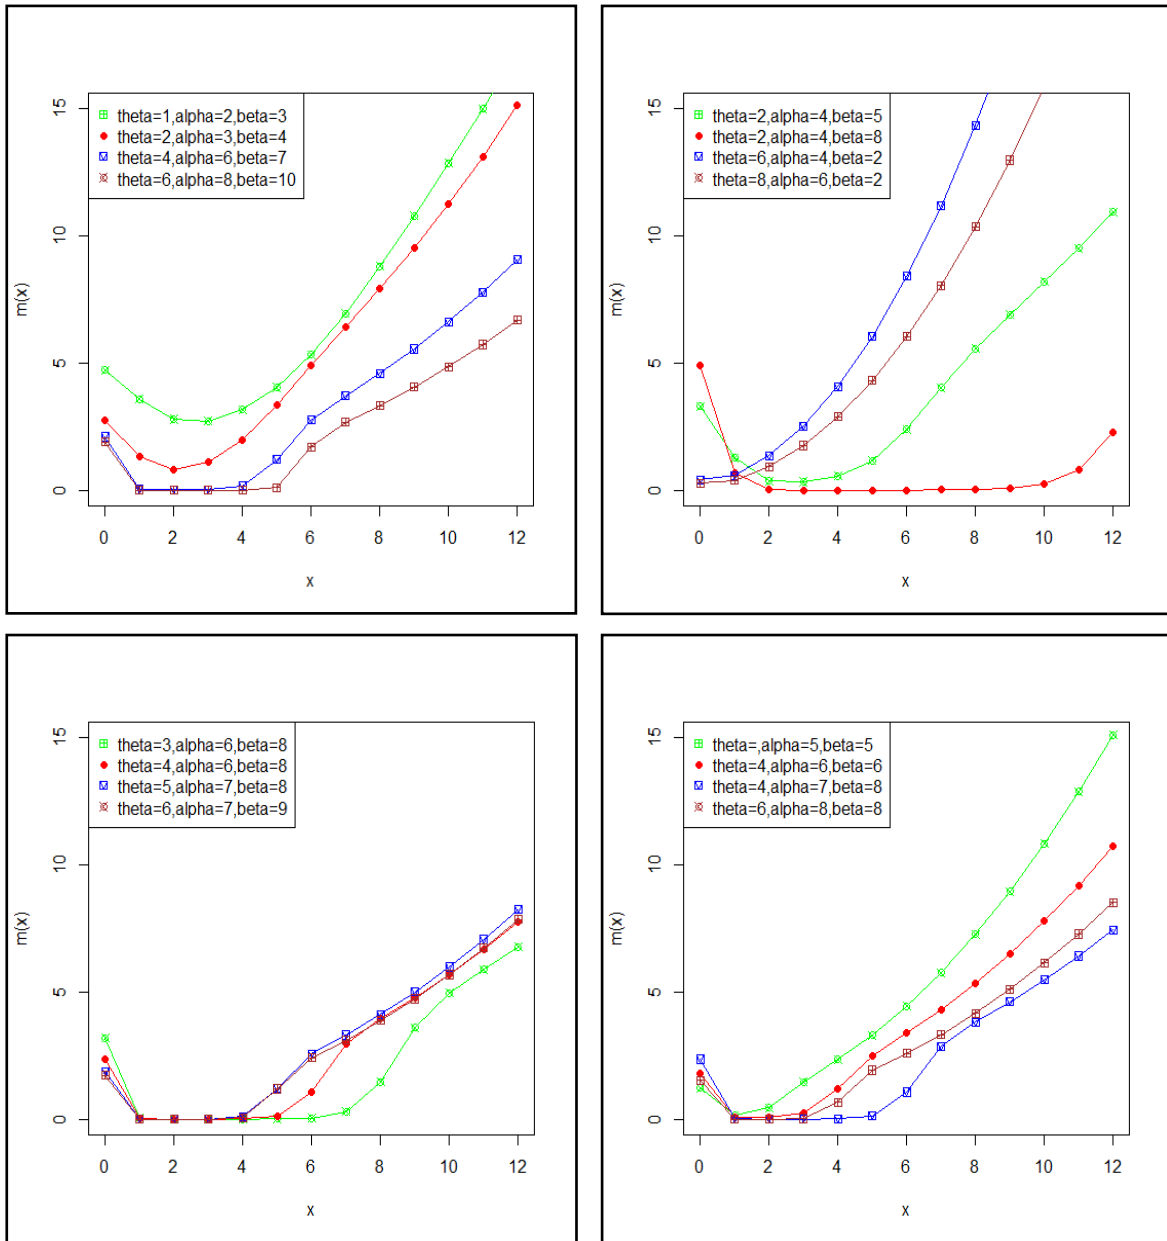 theta=1,alpha=2,beta=3
theta=2,alpha=3,beta=4
theta=4,alpha=6,beta=7
theta=6,alpha=8,beta=10
15
10
5
0
m(x)
0 2 4 6 8 10 12
x
theta=2,alpha=4,beta=5
theta=2,alpha=4,beta=8
theta=6,alpha=4,beta=2
theta=8,alpha=6,beta=2
15
10
5
0
m(x)
0 2 4 6 8 10 12
x
theta=3,alpha=6,beta=8
theta=4,alpha=6,beta=8
theta=5,alpha=7,beta=8
theta=6,alpha=7,beta=9
15
10
5
0
m(x)
0 2 4 6 8 10 12
x
theta=,alpha=5,beta=5
theta=4,alpha=6,beta=6
theta=4,alpha=7,beta=8
theta=6,alpha=8,beta=8
15
10
5
0
m(x)
0 2 4 6 8 10 12
x